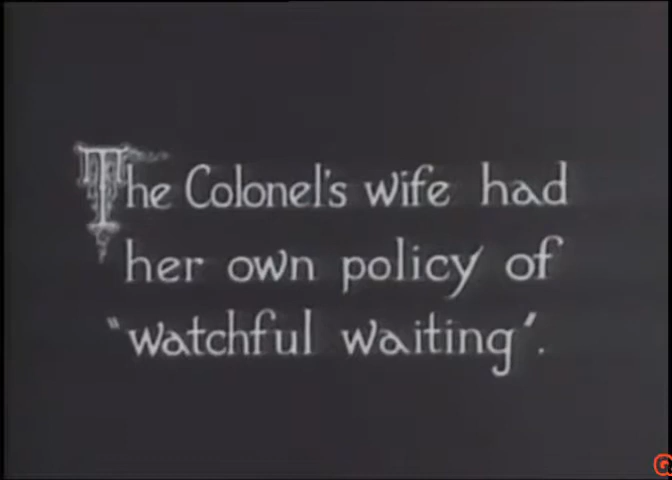 The Colonel's wife had
her own policy of
“watchful waiting’.
Q